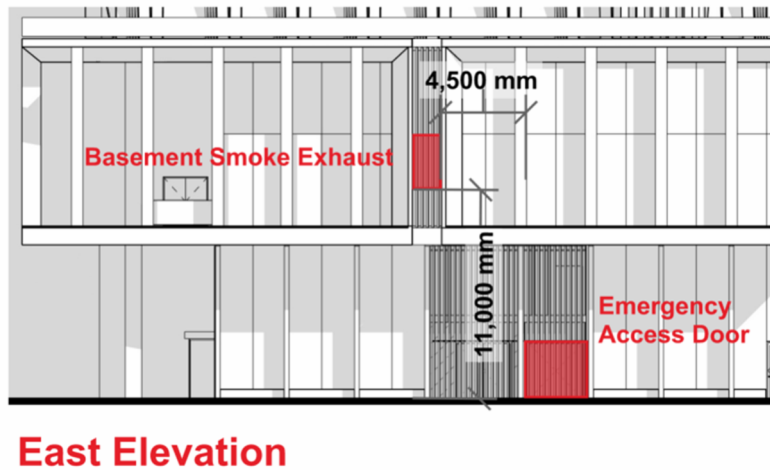 4,500 mm
Basement Smoke Exhaust
11,000 mm
Emergency
Access Door
East Elevation